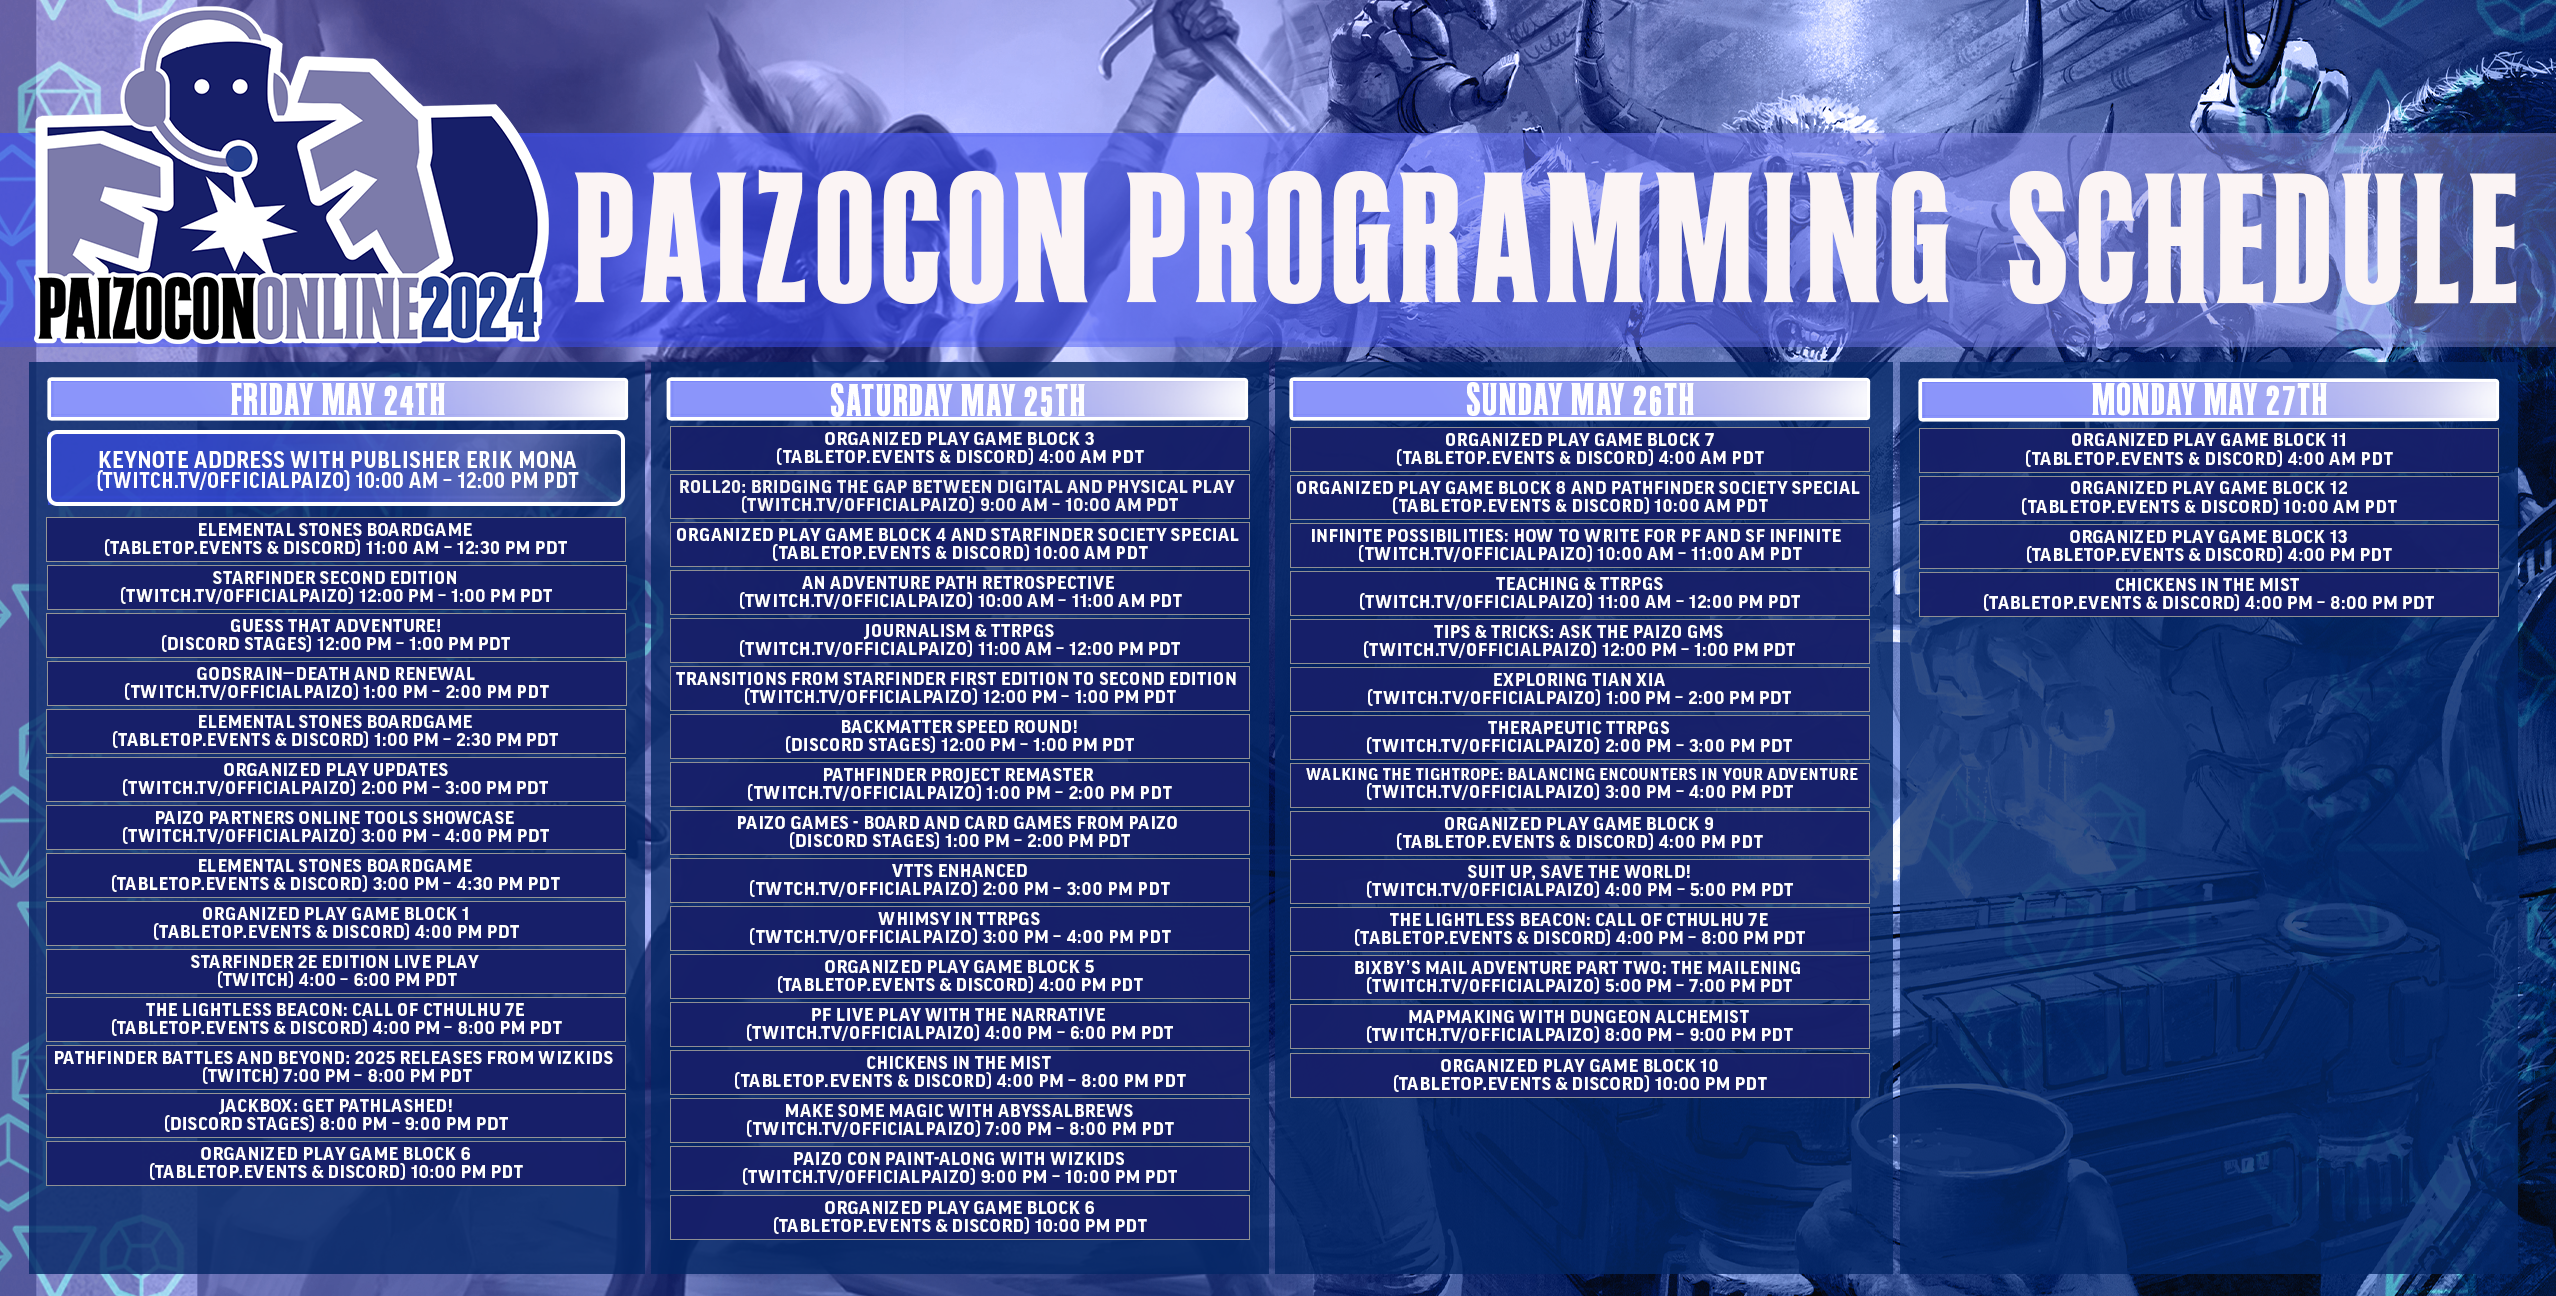 PAIZOCONONLINE2024
PAIZOCON PROGRAMMING SCHEDULE
FRIDAY MAY 24TH
KEYNOTE ADDRESS WITH PUBLISHER ERIK MONA
(TWITCH.TV/OFFICIALPAIZO) 10:00 AM – 12:00 PM PDT
ELEMENTAL STONES BOARDGAME
(TABLETOP.EVENTS & DISCORD) 11:00 AM – 12:30 PM PDT
STARFINDER SECOND EDITION
(TWITCH.TV/OFFICIALPAIZO) 12:00 PM – 1:00 PM PDT
GUESS THAT ADVENTURE!
(DISCORD STAGES) 12:00 PM – 1:00 PM PDT
GODSRAIN—DEATH AND RENEWAL
(TWITCH.TV/OFFICIALPAIZO) 1:00 PM – 2:00 PM PDT
ELEMENTAL STONES BOARDGAME
(TABLETOP.EVENTS & DISCORD) 1:00 PM – 2:30 PM PDT
ORGANIZED PLAY UPDATES
(TWITCH.TV/OFFICIALPAIZO) 2:00 PM – 3:00 PM PDT
PAIZO PARTNERS ONLINE TOOLS SHOWCASE
(TWITCH.TV/OFFICIALPAIZO) 3:00 PM – 4:00 PM PDT
ELEMENTAL STONES BOARDGAME
(TABLETOP.EVENTS & DISCORD) 3:00 PM – 4:30 PM PDT
ORGANIZED PLAY GAME BLOCK 1
(TABLETOP.EVENTS & DISCORD) 4:00 PM PDT
STARFINDER 2E EDITION LIVE PLAY
(TWITCH) 4:00 – 6:00 PM PDT
THE LIGHTLESS BEACON: CALL OF CTHULHU 7E
(TABLETOP.EVENTS & DISCORD) 4:00 PM – 8:00 PM PDT
PATHFINDER BATTLES AND BEYOND: 2025 RELEASES FROM WIZKIDS
(TWITCH) 7:00 PM – 8:00 PM PDT
JACKBOX: GET PATHLASHED!
(DISCORD STAGES) 8:00 PM – 9:00 PM PDT
ORGANIZED PLAY GAME BLOCK 6
(TABLETOP.EVENTS & DISCORD) 10:00 PM PDT
SATURDAY MAY 25TH
ORGANIZED PLAY GAME BLOCK 3
(TABLETOP.EVENTS & DISCORD) 4:00 AM PDT
ROLL20: BRIDGING THE GAP BETWEEN DIGITAL AND PHYSICAL PLAY
(TWITCH.TV/OFFICIALPAIZO) 9:00 AM – 10:00 AM PDT
ORGANIZED PLAY GAME BLOCK 4 AND STARFINDER SOCIETY SPECIAL
(TABLETOP.EVENTS & DISCORD) 10:00 AM PDT
AN ADVENTURE PATH RETROSPECTIVE
(TWITCH.TV/OFFICIALPAIZO) 10:00 AM – 11:00 AM PDT
JOURNALISM & TTRPGS
(TWITCH.TV/OFFICIALPAIZO) 11:00 AM – 12:00 PM PDT
TRANSITIONS FROM STARFINDER FIRST EDITION TO SECOND EDITION
(TWITCH.TV/OFFICIALPAIZO) 12:00 PM – 1:00 PM PDT
BACKMATTER SPEED ROUND!
(DISCORD STAGES) 12:00 PM – 1:00 PM PDT
PATHFINDER PROJECT REMASTER
(TWITCH.TV/OFFICIALPAIZO) 1:00 PM – 2:00 PM PDT
PAIZO GAMES - BOARD AND CARD GAMES FROM PAIZO
(DISCORD STAGES) 1:00 PM – 2:00 PM PDT
VTTS ENHANCED
(TWTCH.TV/OFFICIALPAIZO) 2:00 PM – 3:00 PM PDT
WHIMSY IN TTRPGS
(TWTCH.TV/OFFICIALPAIZO) 3:00 PM – 4:00 PM PDT
ORGANIZED PLAY GAME BLOCK 5
(TABLETOP.EVENTS & DISCORD) 4:00 PM PDT
PF LIVE PLAY WITH THE NARRATIVE
(TWITCH.TV/OFFICIALPAIZO) 4:00 PM – 6:00 PM PDT
CHICKENS IN THE MIST
(TABLETOP.EVENTS & DISCORD) 4:00 PM – 8:00 PM PDT
MAKE SOME MAGIC WITH ABYSSALBREWS
(TWITCH.TV/OFFICIALPAIZO) 7:00 PM – 8:00 PM PDT
PAIZO CON PAINT-ALONG WITH WIZKIDS
(TWITCH.TV/OFFICIALPAIZO) 9:00 PM – 10:00 PM PDT
ORGANIZED PLAY GAME BLOCK 6
(TABLETOP.EVENTS & DISCORD) 10:00 PM PDT
SUNDAY MAY 26TH
ORGANIZED PLAY GAME BLOCK 7
(TABLETOP.EVENTS & DISCORD) 4:00 AM PDT
ORGANIZED PLAY GAME BLOCK 8 AND PATHFINDER SOCIETY SPECIAL
(TABLETOP.EVENTS & DISCORD) 10:00 AM PDT
INFINITE POSSIBILITIES: HOW TO WRITE FOR PF AND SF INFINITE
(TWITCH.TV/OFFICIALPAIZO) 10:00 AM – 11:00 AM PDT
TEACHING & TTRPGS
(TWITCH.TV/OFFICIALPAIZO) 11:00 AM – 12:00 PM PDT
TIPS & TRICKS: ASK THE PAIZO GMS
(TWITCH.TV/OFFICIALPAIZO) 12:00 PM – 1:00 PM PDT
EXPLORING TIAN XIA
(TWITCH.TV/OFFICIALPAIZO) 1:00 PM – 2:00 PM PDT
THERAPEUTIC TTRPGS
(TWITCH.TV/OFFICIALPAIZO) 2:00 PM – 3:00 PM PDT
WALKING THE TIGHTROPE: BALANCING ENCOUNTERS IN YOUR ADVENTURE
(TWITCH.TV/OFFICIALPAIZO) 3:00 PM – 4:00 PM PDT
ORGANIZED PLAY GAME BLOCK 9
(TABLETOP.EVENTS & DISCORD) 4:00 PM PDT
SUIT UP, SAVE THE WORLD!
(TWITCH.TV/OFFICIALPAIZO) 4:00 PM – 5:00 PM PDT
THE LIGHTLESS BEACON: CALL OF CTHULHU 7E
(TABLETOP.EVENTS & DISCORD) 4:00 PM – 8:00 PM PDT
BIXBY'S MAIL ADVENTURE PART TWO: THE MAILENING
(TWITCH.TV/OFFICIALPAIZO) 5:00 PM – 7:00 PM PDT
MAPMAKING WITH DUNGEON ALCHEMIST
(TWITCH.TV/OFFICIALPAIZO) 8:00 PM – 9:00 PM PDT
ORGANIZED PLAY GAME BLOCK 10
(TABLETOP.EVENTS & DISCORD) 10:00 PM PDT
MONDAY MAY 27TH
ORGANIZED PLAY GAME BLOCK 11
(TABLETOP.EVENTS & DISCORD) 4:00 AM PDT
ORGANIZED PLAY GAME BLOCK 12
(TABLETOP.EVENTS & DISCORD) 10:00 AM PDT
ORGANIZED PLAY GAME BLOCK 13
(TABLETOP.EVENTS & DISCORD) 4:00 PM PDT
CHICKENS IN THE MIST
(TABLETOP.EVENTS & DISCORD) 4:00 PM – 8:00 PM PDT